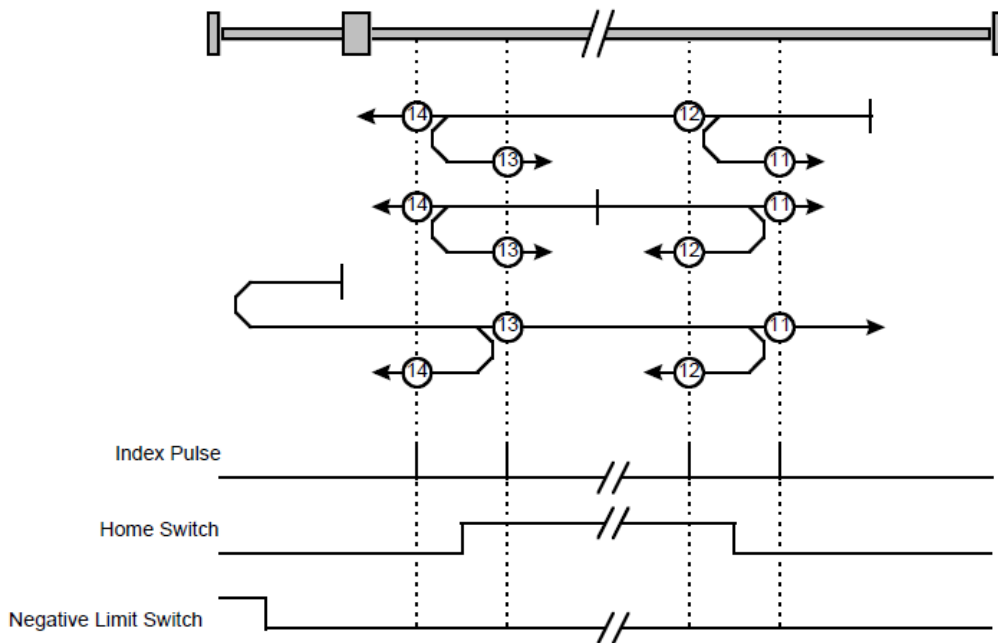 14 12
13 11
14 11
13 12
13 11
14 12
Index Pulse
Home Switch
Negative Limit Switch